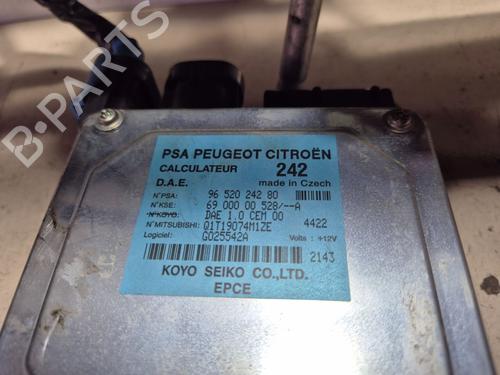 PSA PEUGEOT CITROËN
CALCULATEUR 242
D.A.E. made in Czech
N°PSA: 96 520 242 80
N°KSE: 69 000 00 528/--A
N°KOYO: DAE 1.0 CEM 00
N°MITSUBISHI: Q1T19074M1ZE 4422
Logiciel: G025542A Volts : +12V
2143
KOYO SEIKO CO.,LTD.
EPCE
B-PARTS